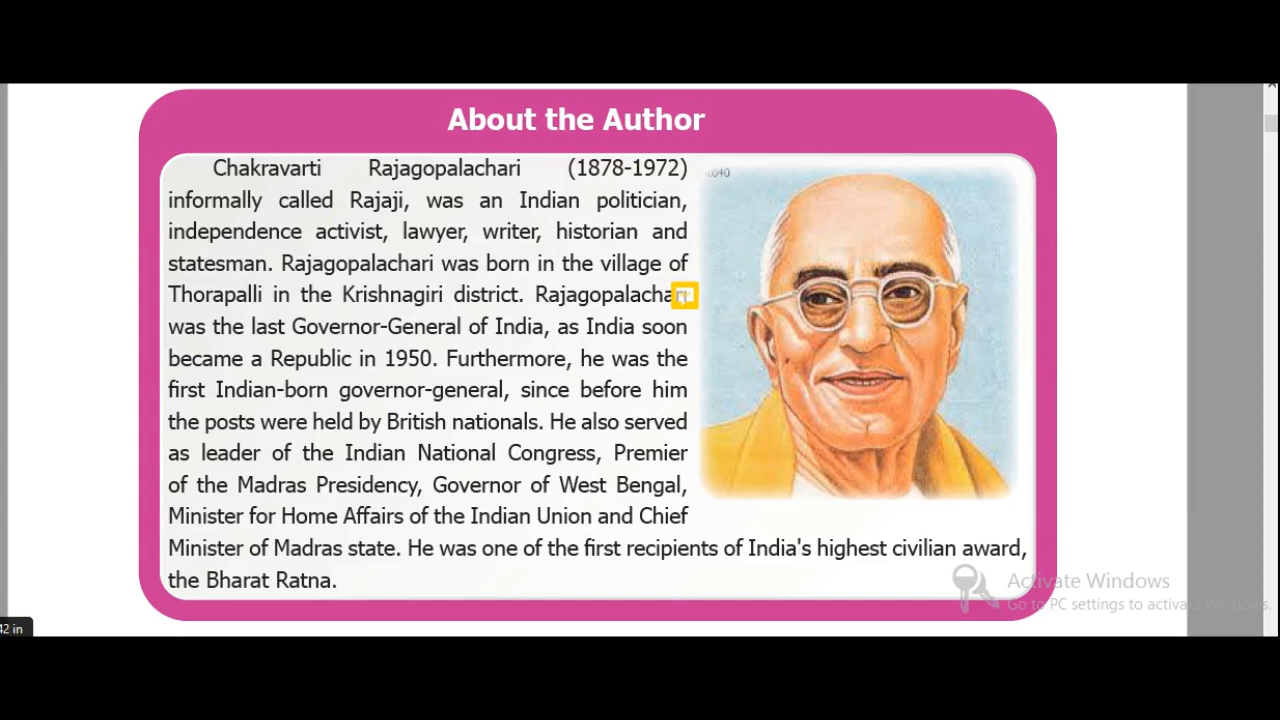 About the Author
Chakravarti Rajagopalachari (1878-1972)
informally called Rajaji, was an Indian politician,
independence activist, lawyer, writer, historian and
statesman. Rajagopalachari was born in the village of
Thorapalli in the Krishnagiri district. Rajagopalachari
was the last Governor-General of India, as India soon
became a Republic in 1950. Furthermore, he was the
first Indian-born governor-general, since before him
the posts were held by British nationals. He also served
as leader of the Indian National Congress, Premier
of the Madras Presidency, Governor of West Bengal,
Minister for Home Affairs of the Indian Union and Chief
Minister of Madras state. He was one of the first recipients of India's highest civilian award,
the Bharat Ratna.
Activate Windows
Go to PC settings to activate Windows.
42 in